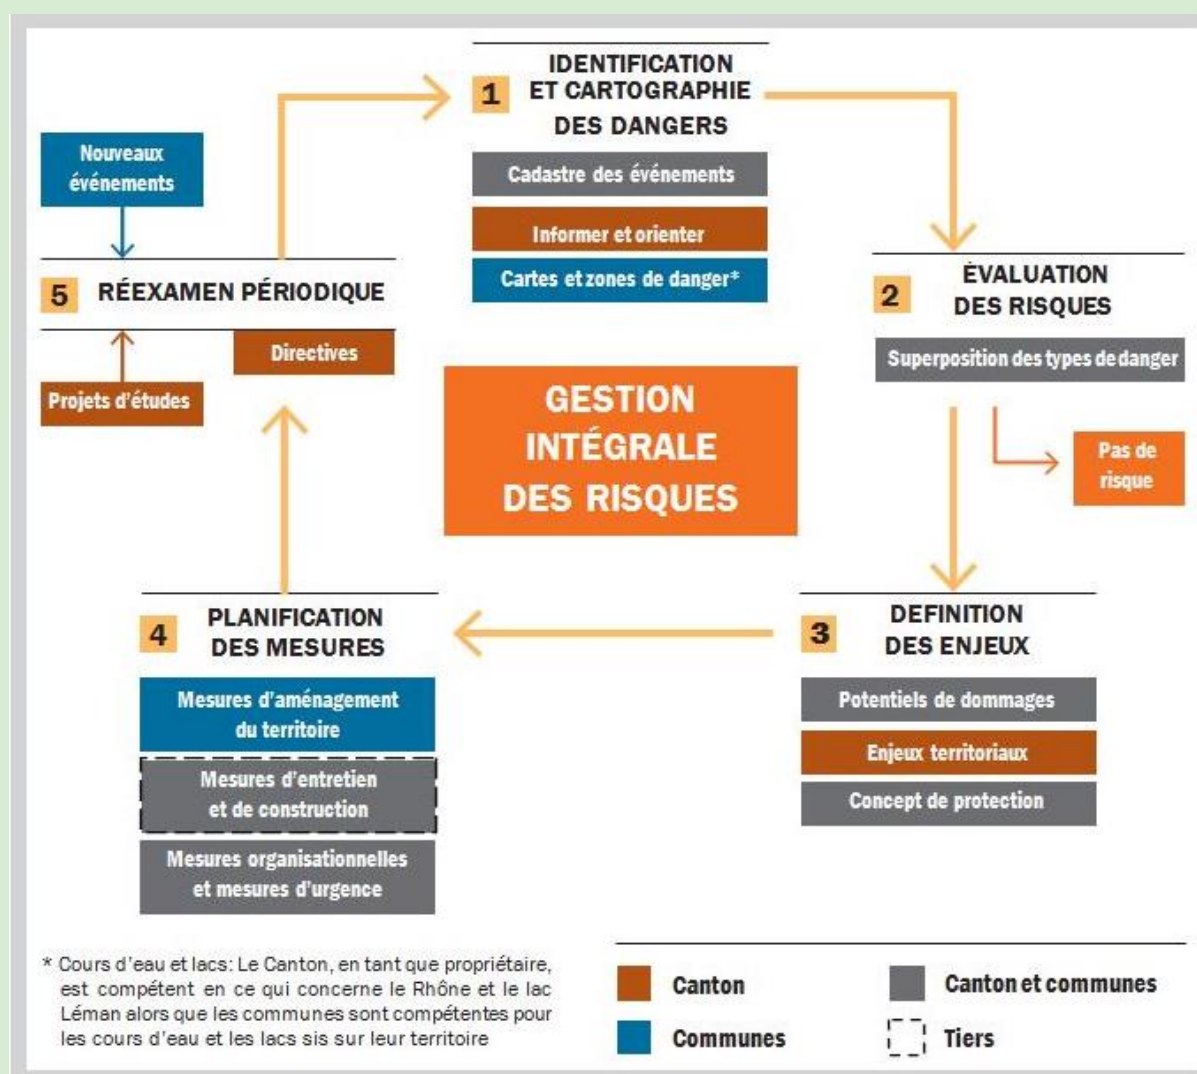 1
IDENTIFICATION
ET CARTOGRAPHIE
DES DANGERS
Cadastre des événements
Informer et orienter
Cartes et zones de danger*
2
ÉVALUATION
DES RISQUES
Superposition des types de danger
Pas de
risque
Nouveaux
événements
5
RÉEXAMEN PÉRIODIQUE
Directives
Projets d'études
GESTION
INTÉGRALE
DES RISQUES
3
DEFINITION
DES ENJEUX
Potentiels de dommages
Enjeux territoriaux
Concept de protection
4
PLANIFICATION
DES MESURES
Mesures d'aménagement
du territoire
Mesures d'entretien
et de construction
Mesures organisationnelles
et mesures d'urgence
* Cours d'eau et lacs: Le Canton, en tant que propriétaire,
est compétent en ce qui concerne le Rhône et le lac
Léman alors que les communes sont compétentes pour
les cours d'eau et les lacs sis sur leur territoire
Canton
Communes
Canton et communes
Tiers